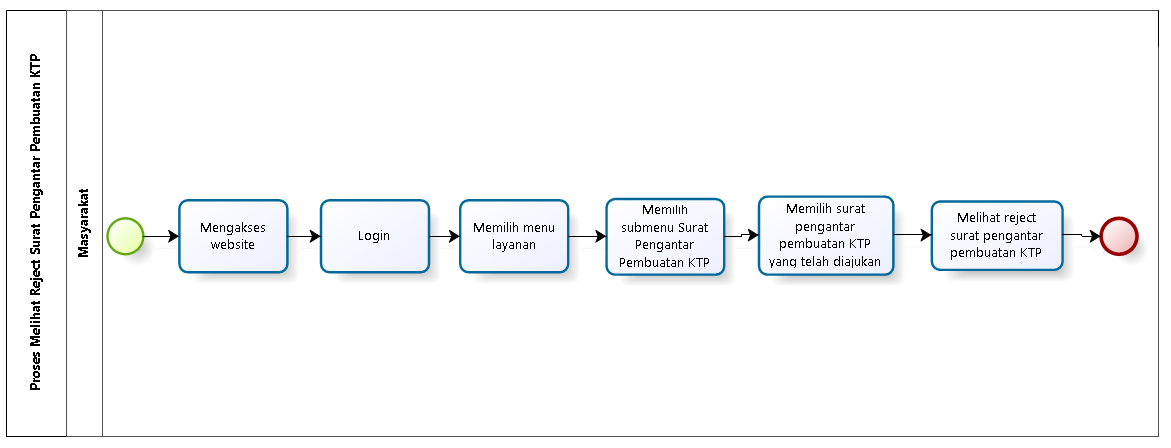 Proses Melihat Reject Surat Pengantar Pembuatan KTP
Masyarakat
Mengakses
website
Login
Memilih menu
layanan
Memilih
submenu Surat
Pengantar
Pembuatan KTP
Memilih surat
pengantar
pembuatan KTP
yang telah diajukan
Melihat reject
surat pengantar
pembuatan KTP